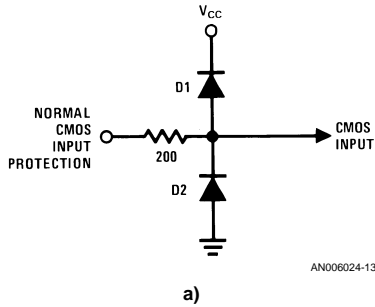 VCC
D1
NORMAL
CMOS
INPUT
PROTECTION
200
CMOS
INPUT
D2
AN006024-13
a)